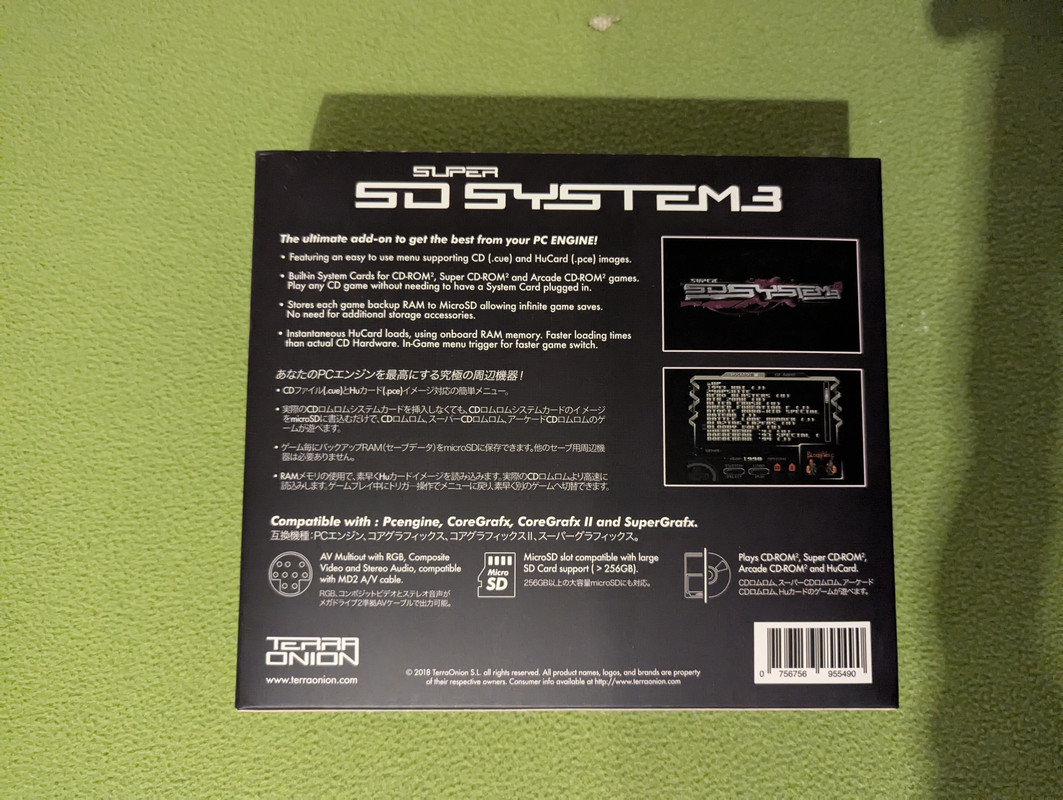 SUPER
SD SYSTEM3
The ultimate add-on to get the best from your PC ENGINE!
• Featuring an easy to use menu supporting CD (.cue) and HuCard (.pce) images.
• Built-in System Cards for CD-ROM², Super CD-ROM² and Arcade CD-ROM² games.
Play any CD game without needing to have a System Card plugged in.
• Stores each game backup RAM to MicroSD allowing infinite game saves.
No need for additional storage accessories.
• Instantaneous HuCard loads, using onboard RAM memory. Faster loading times
than actual CD Hardware. In-Game menu trigger for faster game switch.
SUPER
SD SYSTEM3
あなたのPCエンジンを最高にする究極の周辺機器！
• CDファイル(.cue)とHuカード(.pce)イメージ対応の簡単メニュー。
• 実際のCDロムロムシステムカードを挿入しなくても、CDロムロムシステムカードのイメージ
をmicroSDに書込むだけで、CDロムロム、スーパーCDロムロム、アーケードCDロムロムのゲ
ームが遊べます。
• ゲーム毎にバックアップRAM(セーブデータ)をmicroSDに保存できます。他のセーブ用周辺機
器は必要ありません。
• RAMメモリの使用で、素早くHuカードイメージを読み込みます。実際のCDロムロムより高速に
読込みします。ゲームプレイ中にトリガー操作でメニューに戻り、素早く別のゲームへ切替できます。
1990
Compatible with : Pcengine, CoreGrafx, CoreGrafx II and SuperGrafx.
互換機種：PCエンジン、コアグラフィックス、コアグラフィックスII、スーパーグラフィックス。
AV Multiout with RGB, Composite
Video and Stereo Audio, compatible
with MD2 A/V cable.
RGB、コンポジットビデオとステレオ音声が
メガドライブ2準拠AVケーブルで出力可能。
Micro
SD
MicroSD slot compatible with large
SD Card support ( > 256GB).
256GB以上の大容量microSDにも対応。
Plays CD-ROM², Super CD-ROM²,
Arcade CD-ROM² and HuCard.
CDロムロム、スーパーCDロムロム、アーケード
CDロムロム、Huカードのゲームが遊べます。
TERRA
ONION
www.terraonion.com
© 2018 TerraOnion S.L. all rights reserved. All product names, logos, and brands are property
of their respective owners. Consumer info available at http://www.terraonion.com
0 756756 955490